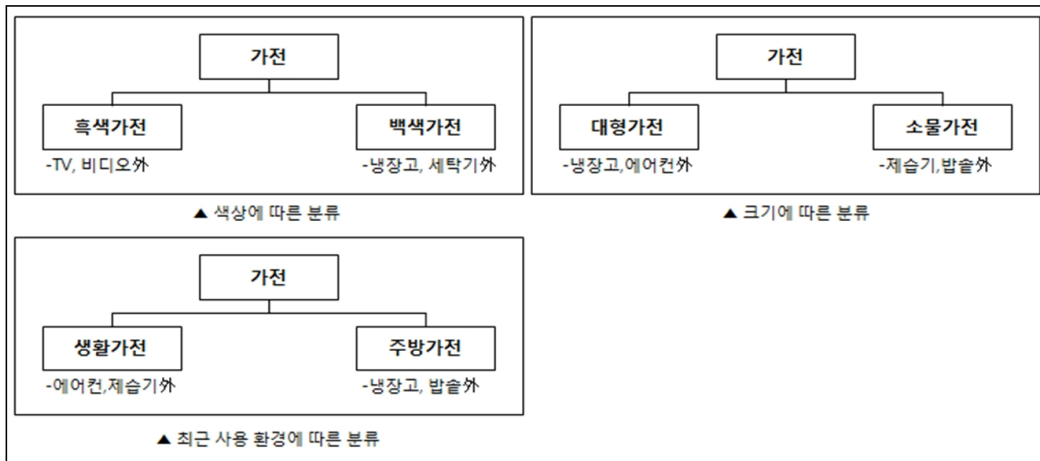 가전
흑색가전
백색가전
-TV, 비디오外
-냉장고, 세탁기外
▲ 색상에 따른 분류
가전
대형가전
소물가전
-냉장고,에어컨外
-제습기,밥솥外
▲ 크기에 따른 분류
가전
생활가전
주방가전
-에어컨,제습기外
-냉장고, 밥솥外
▲ 최근 사용 환경에 따른 분류